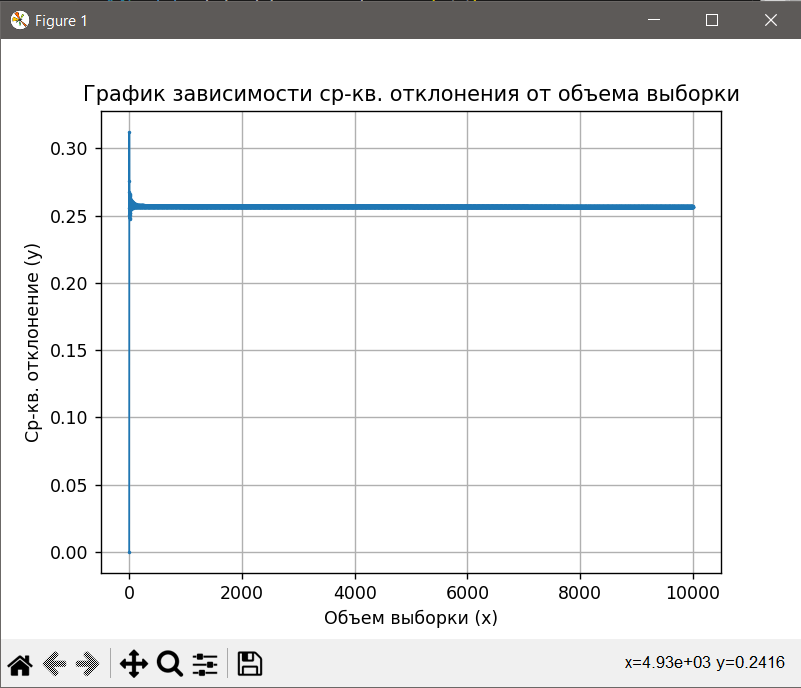 Figure 1
График зависимости ср-кв. отклонения от объема выборки
0.30
0.25
0.20
0.15
0.10
0.05
0.00
Ср-кв. отклонение (y)
0 2000 4000 6000 8000 10000
Объем выборки (x)
x=4.93e+03 y=0.2416